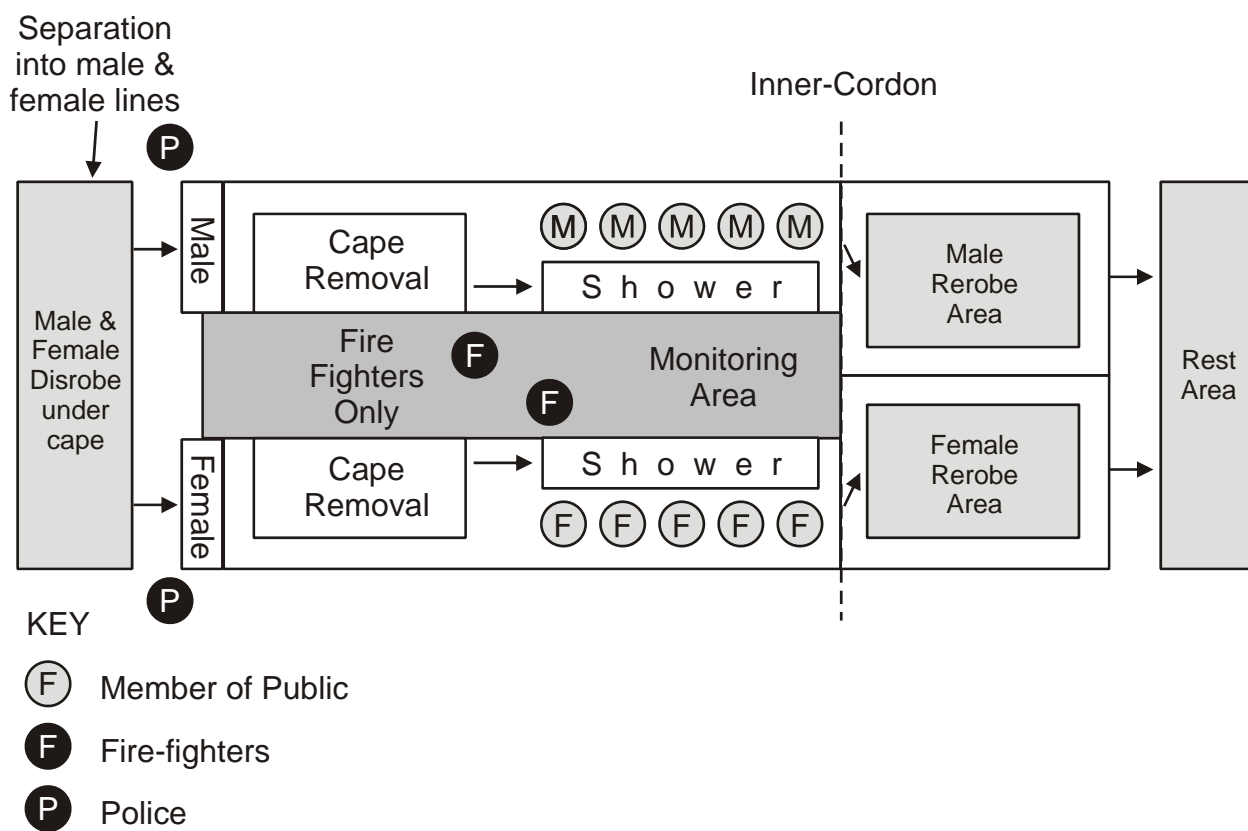 Separation
into male &
female lines
Inner-Cordon
P
Male
Cape
Removal
M M M M M
S h o w e r
Male
Rerobe
Area
Male &
Female
Disrobe
under
cape
Fire
Fighters
Only
F
F
Monitoring
Area
Rest
Area
Female
Cape
Removal
S h o w e r
F F F F F
Female
Rerobe
Area
P
KEY
F Member of Public
F Fire-fighters
P Police